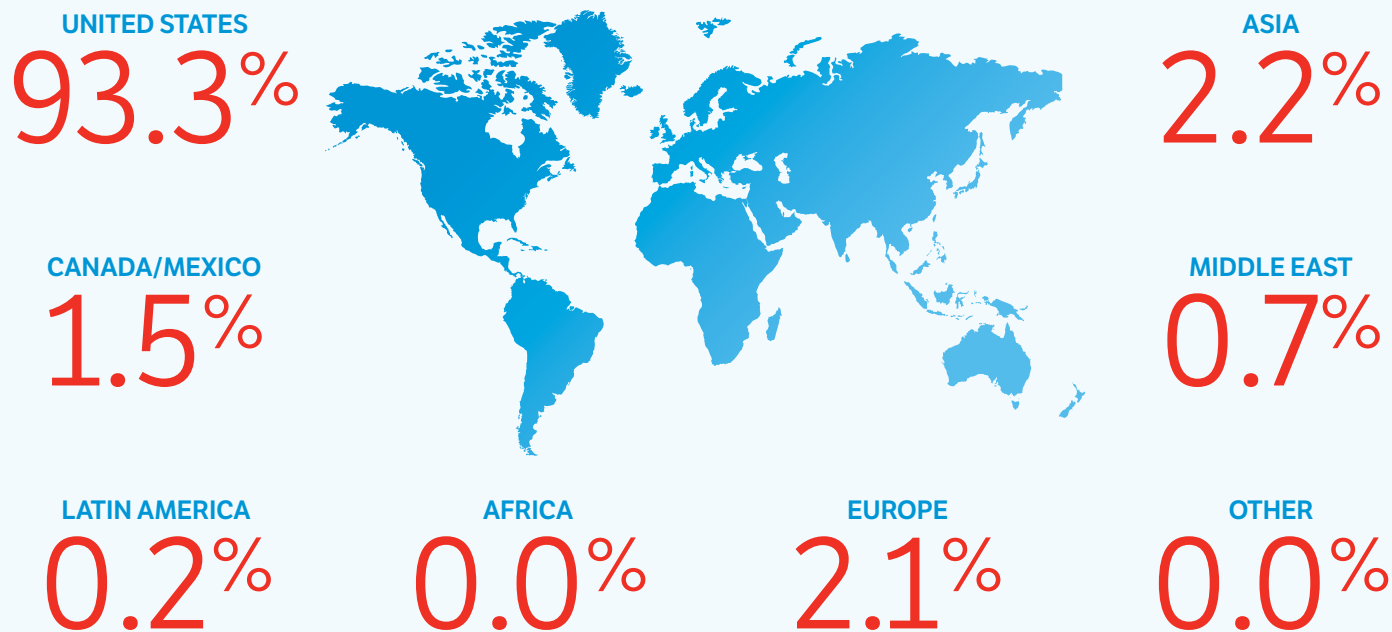 UNITED STATES
93.3%
ASIA
2.2%
CANADA/MEXICO
1.5%
MIDDLE EAST
0.7%
LATIN AMERICA
0.2%
AFRICA
0.0%
EUROPE
2.1%
OTHER
0.0%